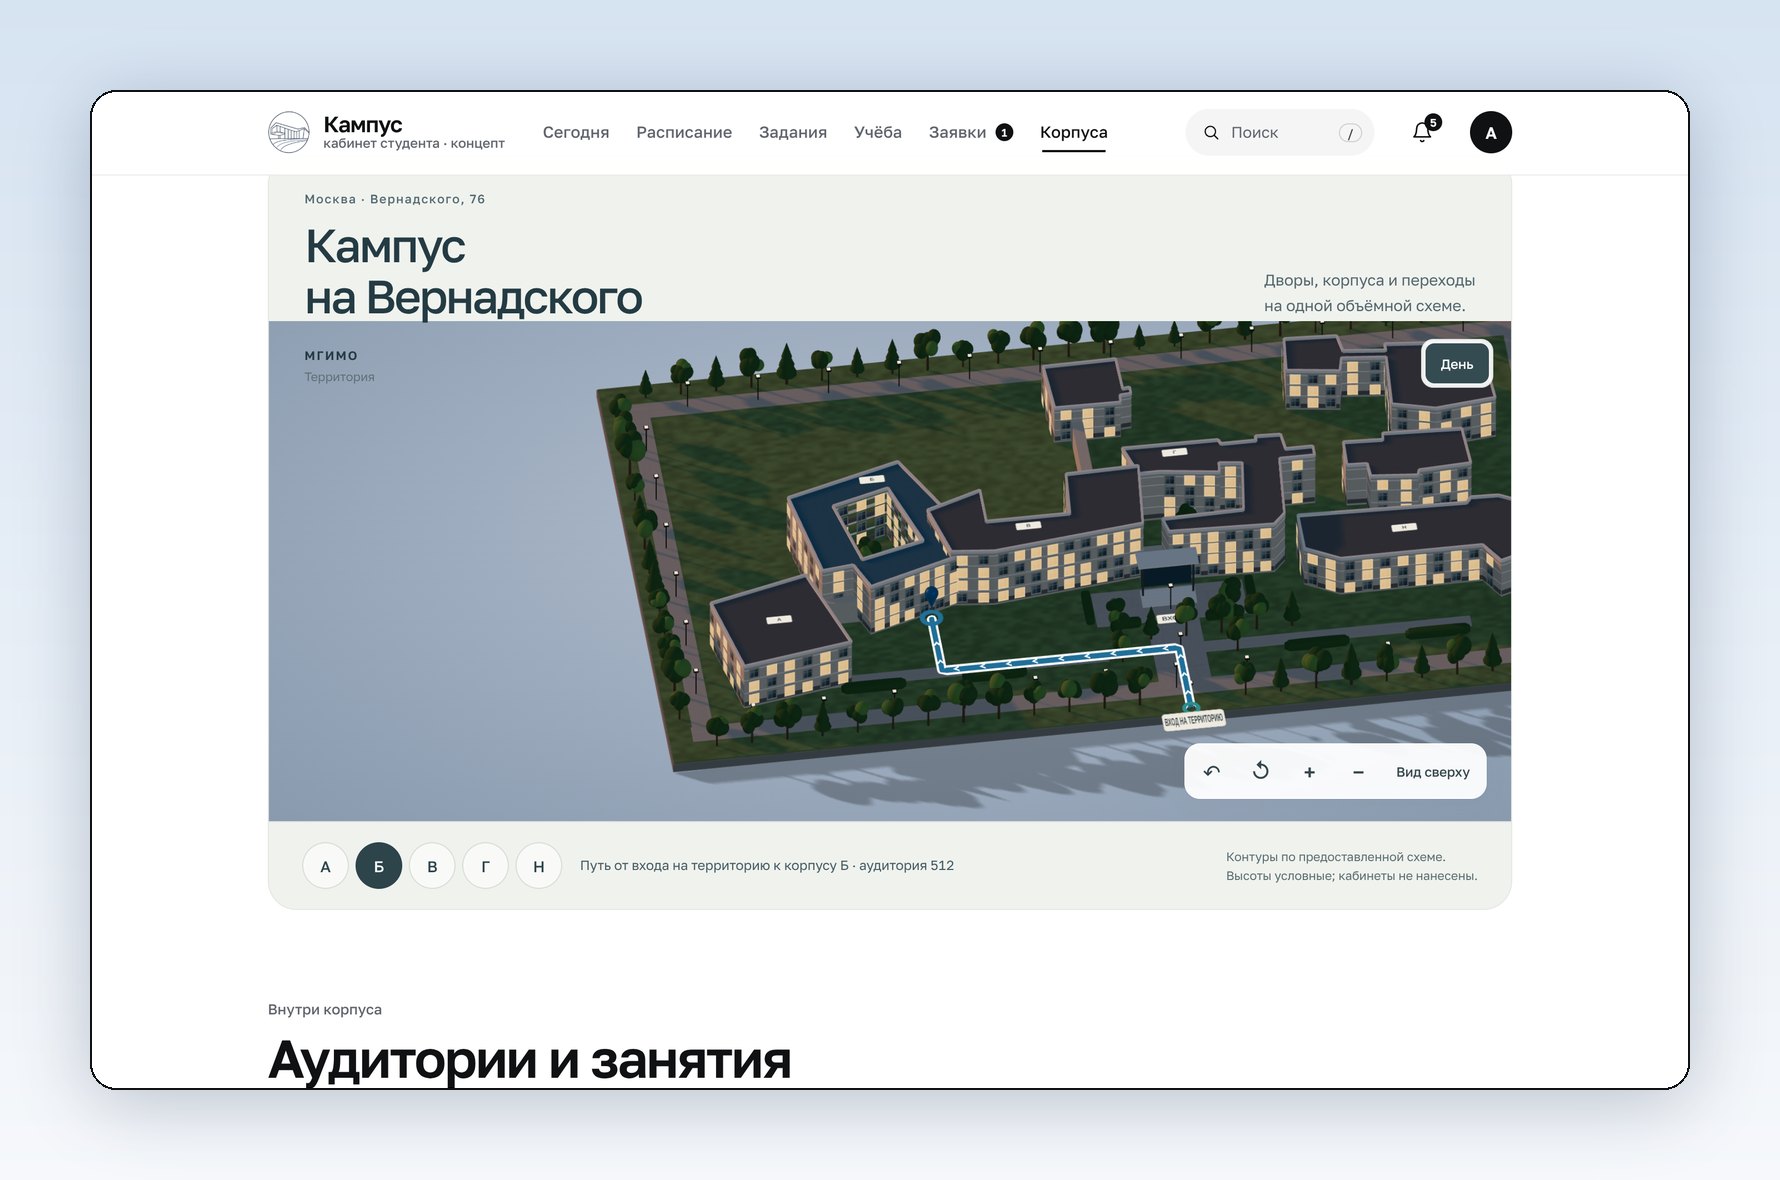 Кампус
кабинет студента · концепт
Сегодня
Расписание
Задания
Учёба
Заявки 1
Корпуса
Поиск /
5
А
Москва · Вернадского, 76
Кампус
на Вернадского
Дворы, корпуса и переходы
на одной объёмной схеме.
МГИМО
Территория
День
Г
Б
В
Н
А
ВХОД НА ТЕРРИТОРИЮ
+
−
Вид сверху
А
Б
В
Г
Н
Путь от входа на территорию к корпусу Б · аудитория 512
Контуры по предоставленной схеме.
Высоты условные; кабинеты не нанесены.
Внутри корпуса
Аудитории и занятия